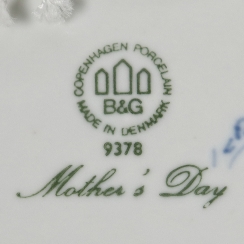 COPENHAGEN PORCELAIN
B&G
MADE IN DENMARK
9378
Mother's Day